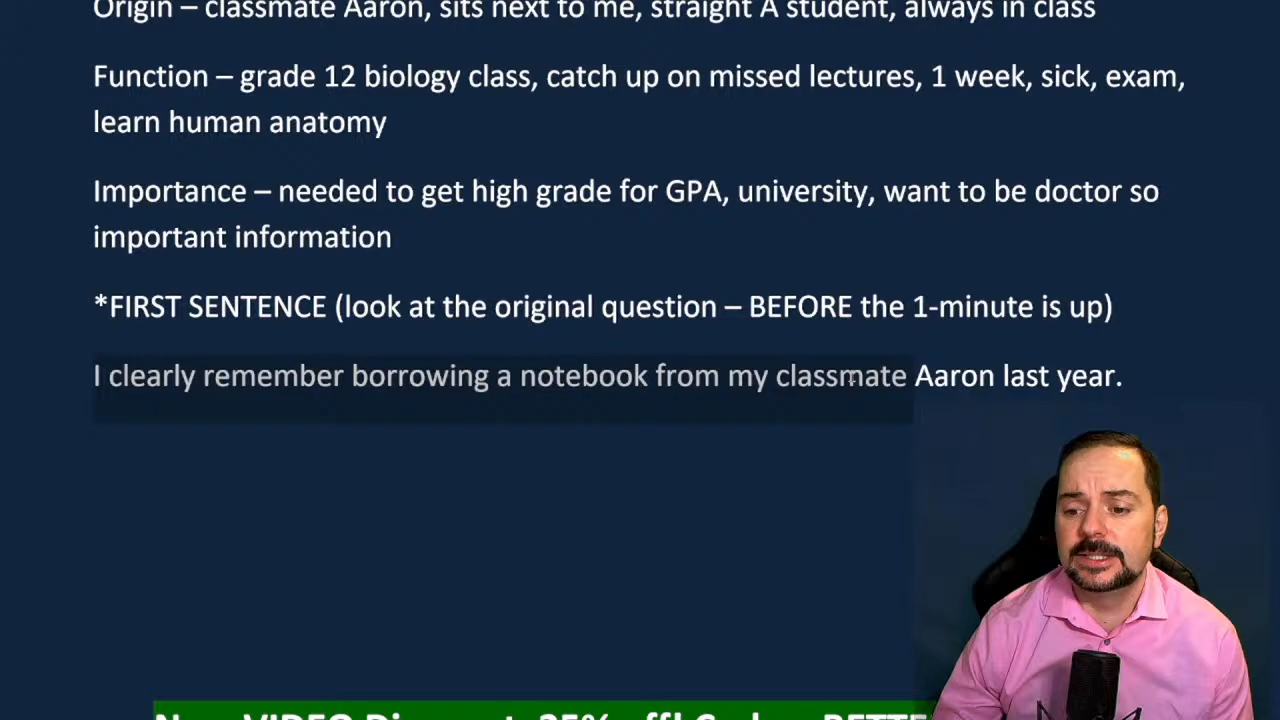 Origin – classmate Aaron, sits next to me, straight A student, always in class
Function – grade 12 biology class, catch up on missed lectures, 1 week, sick, exam,
learn human anatomy
Importance – needed to get high grade for GPA, university, want to be doctor so
important information
*FIRST SENTENCE (look at the original question – BEFORE the 1-minute is up)
I clearly remember borrowing a notebook from my classmate Aaron last year.
VIDEO